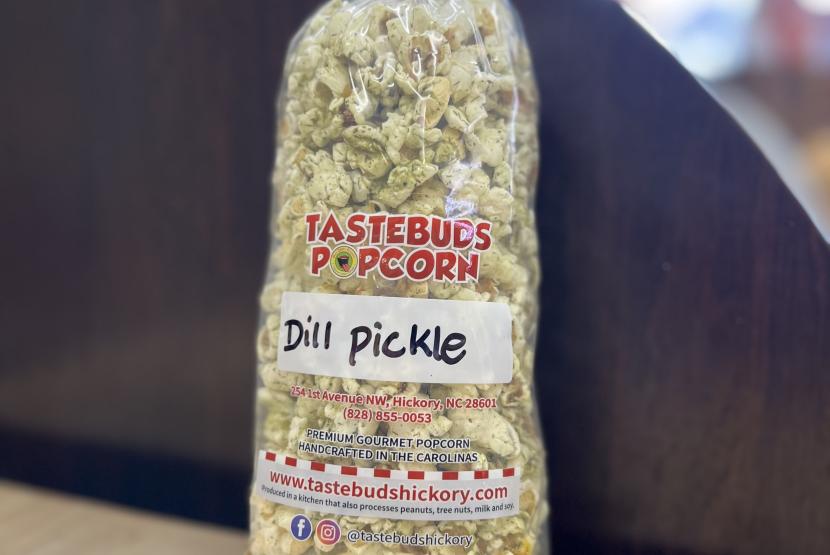 TASTEBUDS
POPCORN
Dill pickle
254 1st Avenue NW, Hickory, NC 28601
(828) 855-0053
PREMIUM GOURMET POPCORN
HANDCRAFTED IN THE CAROLINAS
www.tastebudshickory.com
Produced in a kitchen that also processes peanuts, tree nuts, milk and soy.
@tastebudshickory